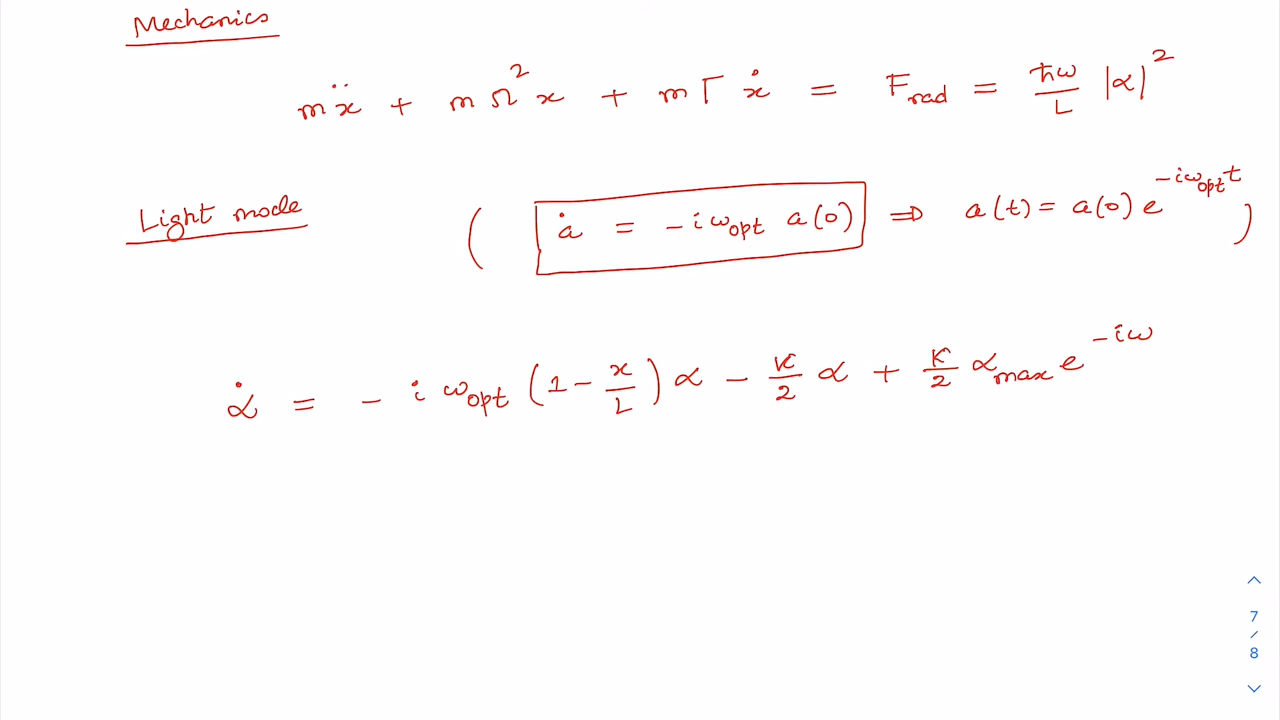 Mechanics
mẍ + mΩ²x + mΓẋ = F_rad = ħω/L |α|²
Light mode ( ȧ = -iω_opt a(0) ⇒ a(t) = a(0) e^{-iω_opt t} )
α̇ = -iω_opt (1 - x/L) α - κ/2 α + κ/2 α_max e^{-iω}
7
/
8